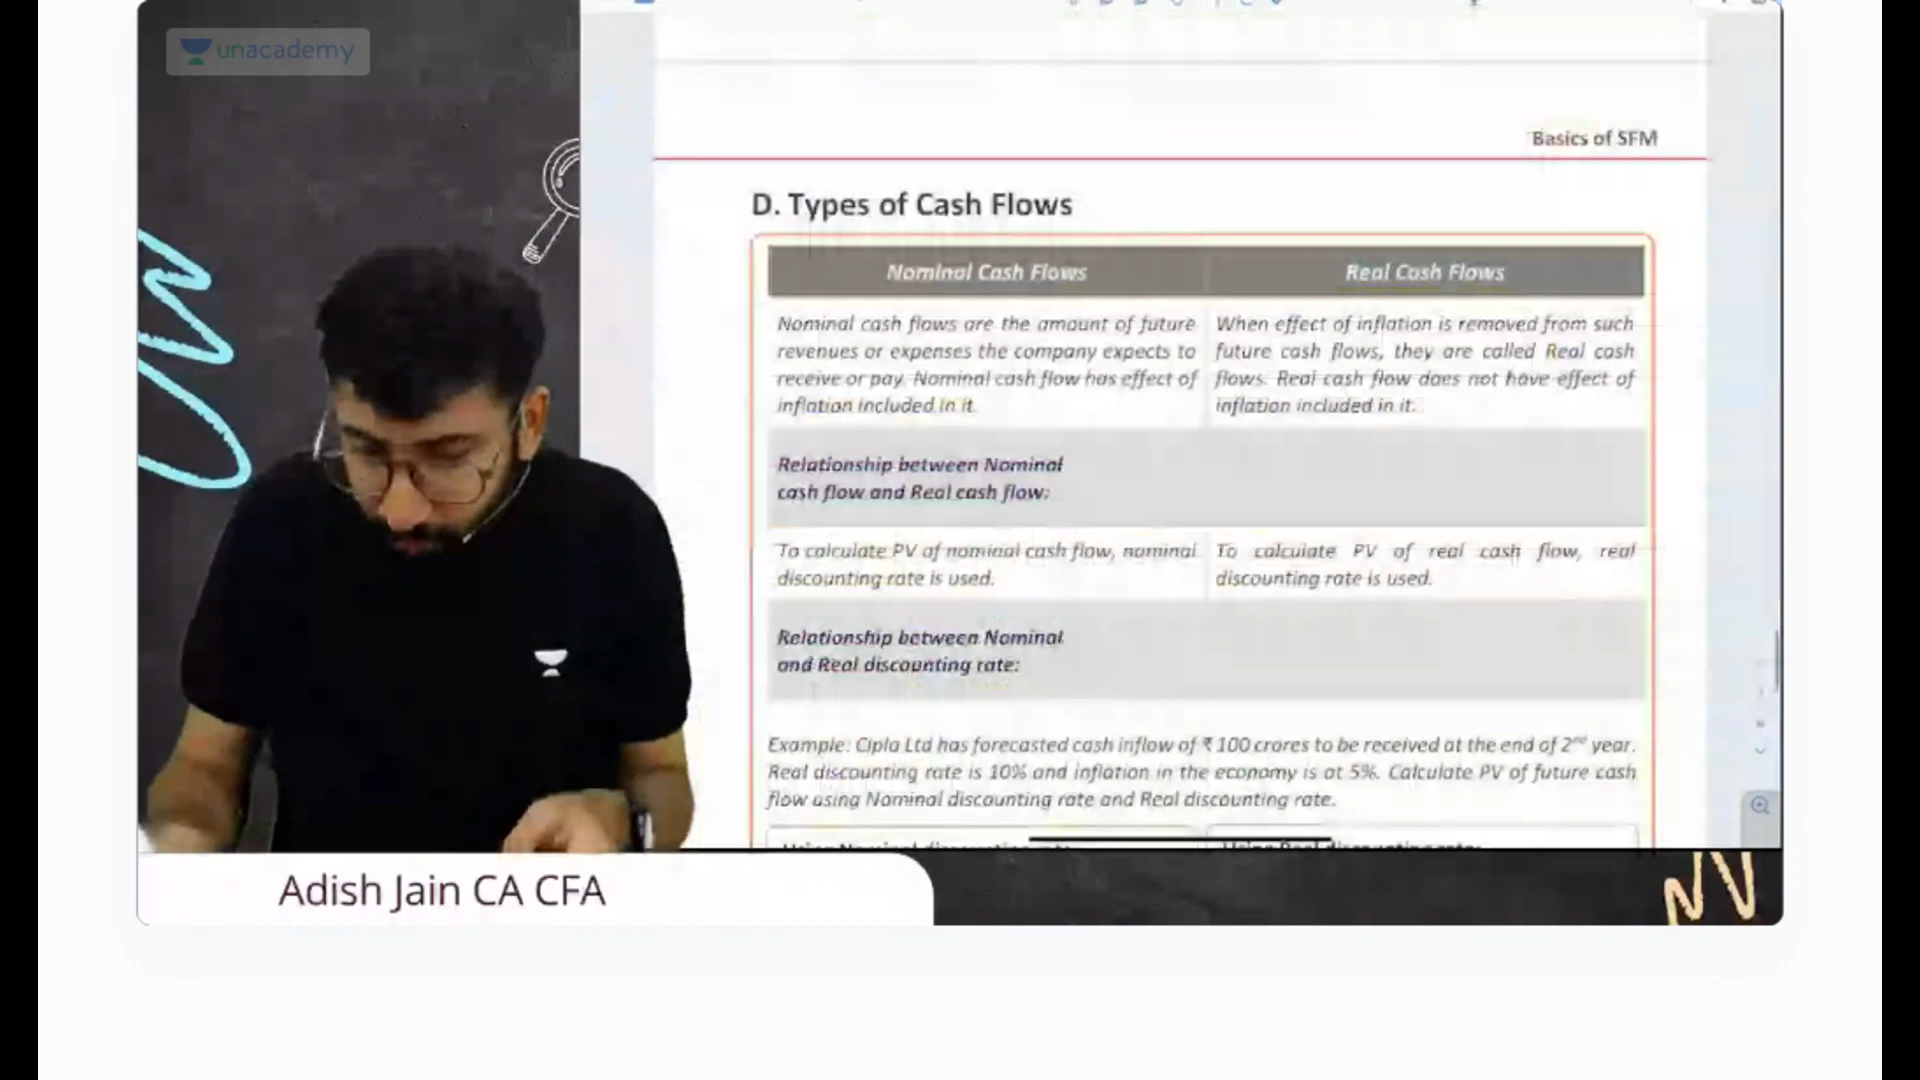 unacademy
Basics of SFM
D. Types of Cash Flows
Nominal Cash Flows
Real Cash Flows
Nominal cash flows are the amount of future
revenues or expenses the company expects to
receive or pay. Nominal cash flow has effect of
inflation included in it.
When effect of inflation is removed from such
future cash flows, they are called Real cash
flows. Real cash flow does not have effect of
inflation included in it.
Relationship between Nominal
cash flow and Real cash flow:
To calculate PV of nominal cash flow, nominal
discounting rate is used.
To calculate PV of real cash flow, real
discounting rate is used.
Relationship between Nominal
and Real discounting rate:
Example: Cipla Ltd has forecasted cash inflow of ₹ 100 crores to be received at the end of 2nd year.
Real discounting rate is 10% and inflation in the economy is at 5%. Calculate PV of future cash
flow using Nominal discounting rate and Real discounting rate.
Adish Jain CA CFA